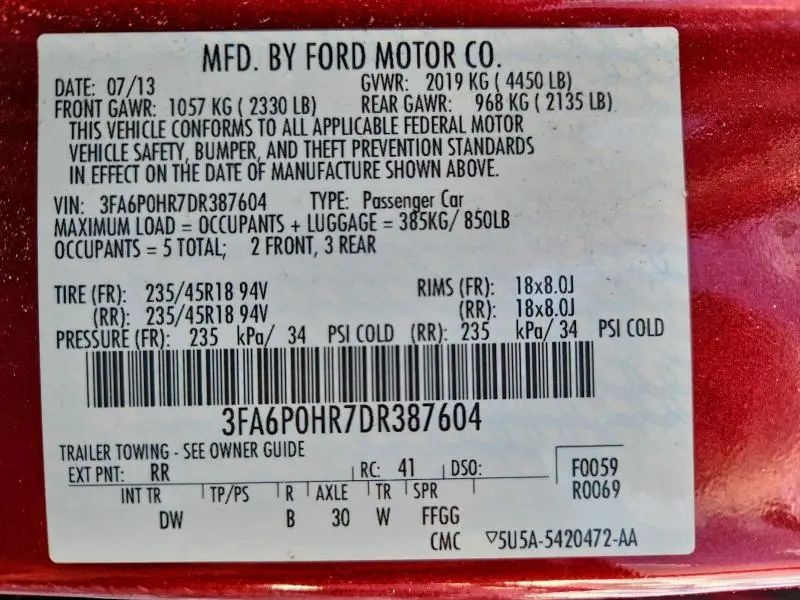 MFD. BY FORD MOTOR CO.
DATE: 07/13 GVWR: 2019 KG ( 4450 LB)
FRONT GAWR: 1057 KG ( 2330 LB) REAR GAWR: 968 KG ( 2135 LB)
THIS VEHICLE CONFORMS TO ALL APPLICABLE FEDERAL MOTOR
VEHICLE SAFETY, BUMPER, AND THEFT PREVENTION STANDARDS
IN EFFECT ON THE DATE OF MANUFACTURE SHOWN ABOVE.
VIN: 3FA6P0HR7DR387604 TYPE: Passenger Car
MAXIMUM LOAD = OCCUPANTS + LUGGAGE = 385KG/ 850LB
OCCUPANTS = 5 TOTAL; 2 FRONT, 3 REAR
TIRE (FR): 235/45R18 94V RIMS (FR): 18x8.0J
(RR): 235/45R18 94V (RR): 18x8.0J
PRESSURE (FR): 235 kPa/ 34 PSI COLD (RR): 235 kPa/ 34 PSI COLD
3FA6P0HR7DR387604
TRAILER TOWING - SEE OWNER GUIDE
EXT PNT: RR RC: 41 DSO: F0059
INT TR TP/PS R AXLE TR SPR R0069
DW B 30 W FFGG
CMC ▽5U5A-5420472-AA